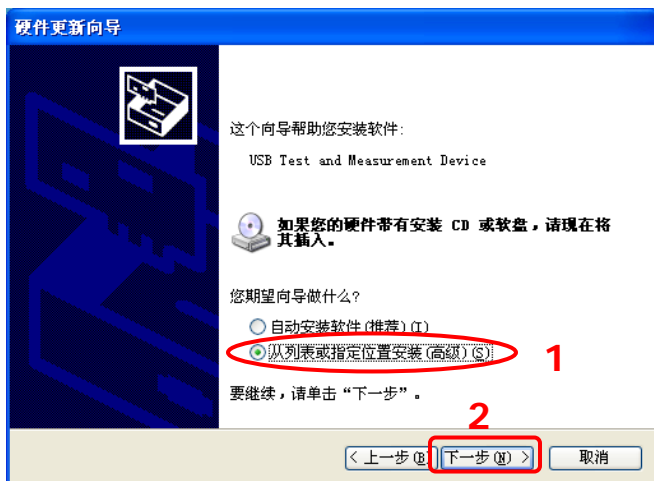 硬件更新向导
这个向导帮助您安装软件:
USB Test and Measurement Device
如果您的硬件带有安装 CD 或软盘，请现在将
其插入。
您期望向导做什么?
自动安装软件(推荐)(I)
从列表或指定位置安装(高级)(S)
1
要继续，请单击“下一步”。
2
< 上一步(B) 下一步(N) > 取消